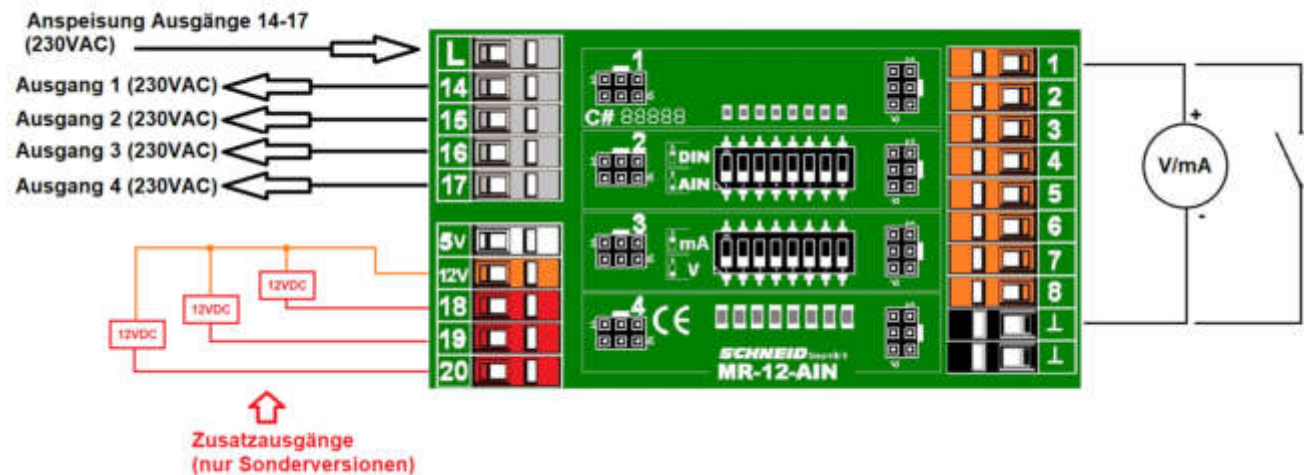 Anspeisung Ausgänge 14-17
(230VAC)
Ausgang 1 (230VAC)
Ausgang 2 (230VAC)
Ausgang 3 (230VAC)
Ausgang 4 (230VAC)
L
14
15
16
17
5V
12V
18
19
20
12VDC
12VDC
12VDC
Zusatzausgänge
(nur Sonderversionen)
1
C# 88888
2
DIN
AIN
3
mA
V
4
CE
SCHNEID
MR-12-AIN
1
2
3
4
5
6
7
8
⊥
⊥
+
V/mA
-